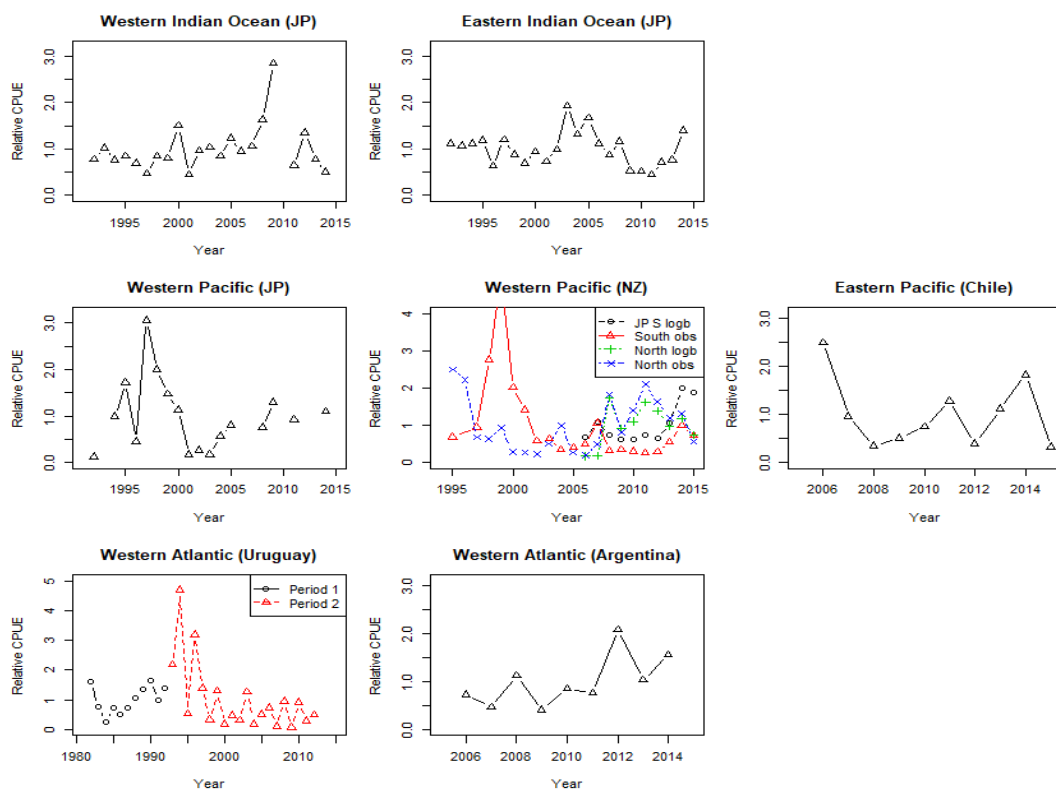 Western Indian Ocean (JP)
Relative CPUE
0.0 1.0 2.0 3.0
1995 2000 2005 2010 2015
Year
Eastern Indian Ocean (JP)
Relative CPUE
0.0 1.0 2.0 3.0
1995 2000 2005 2010 2015
Year
Western Pacific (JP)
Relative CPUE
0.0 1.0 2.0 3.0
1995 2000 2005 2010 2015
Year
Western Pacific (NZ)
Relative CPUE
0 1 2 3 4
JP S logb
South obs
North logb
North obs
1995 2000 2005 2010 2015
Year
Eastern Pacific (Chile)
Relative CPUE
0.0 1.0 2.0 3.0
2006 2008 2010 2012 2014
Year
Western Atlantic (Uruguay)
Relative CPUE
0 1 2 3 4 5
Period 1
Period 2
1980 1990 2000 2010
Year
Western Atlantic (Argentina)
Relative CPUE
0.0 1.0 2.0 3.0
2006 2008 2010 2012 2014
Year